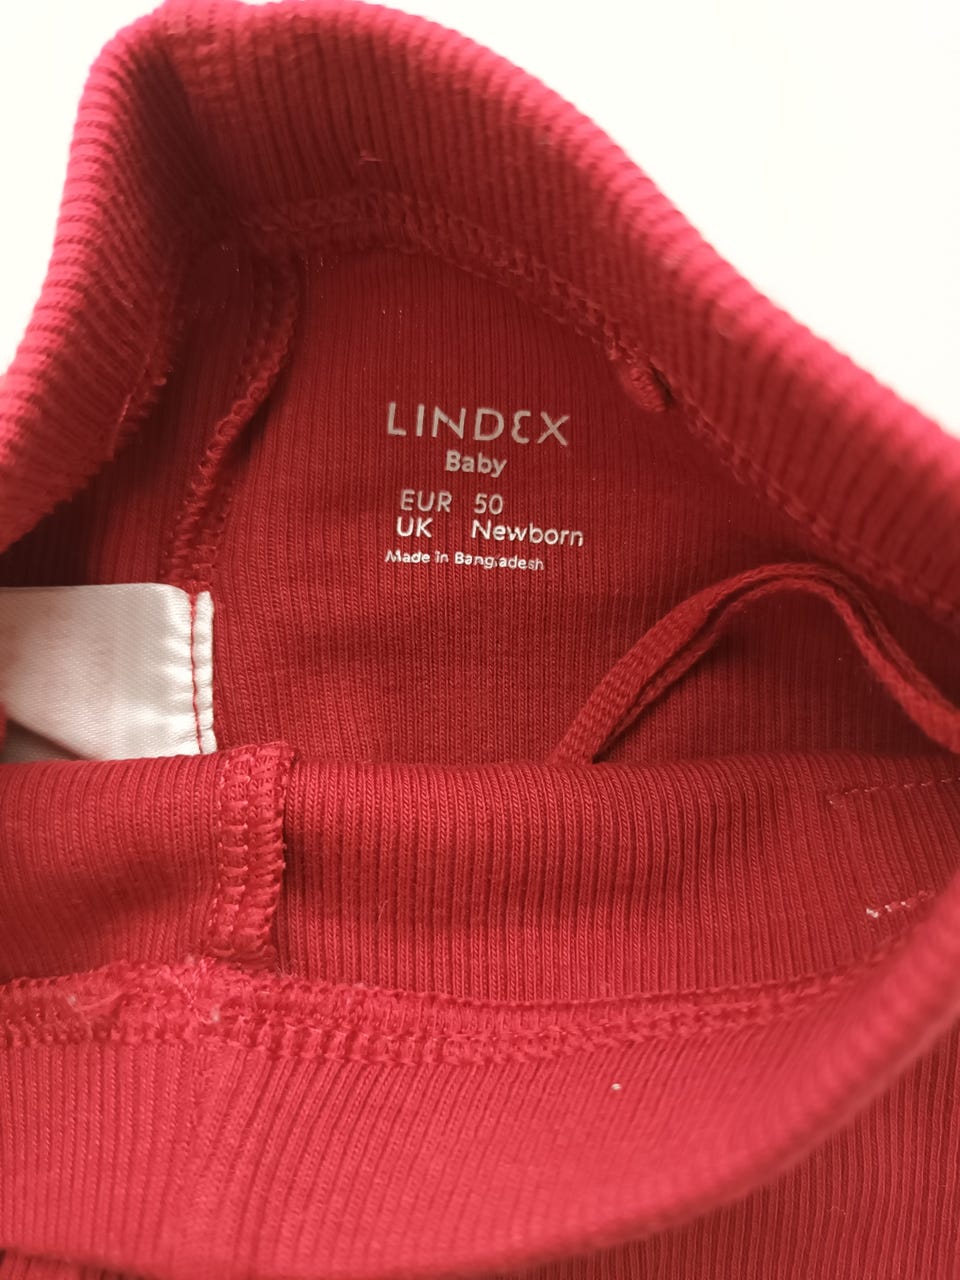 LINDEX
Baby
EUR 50
UK Newborn
Made in Bangladesh